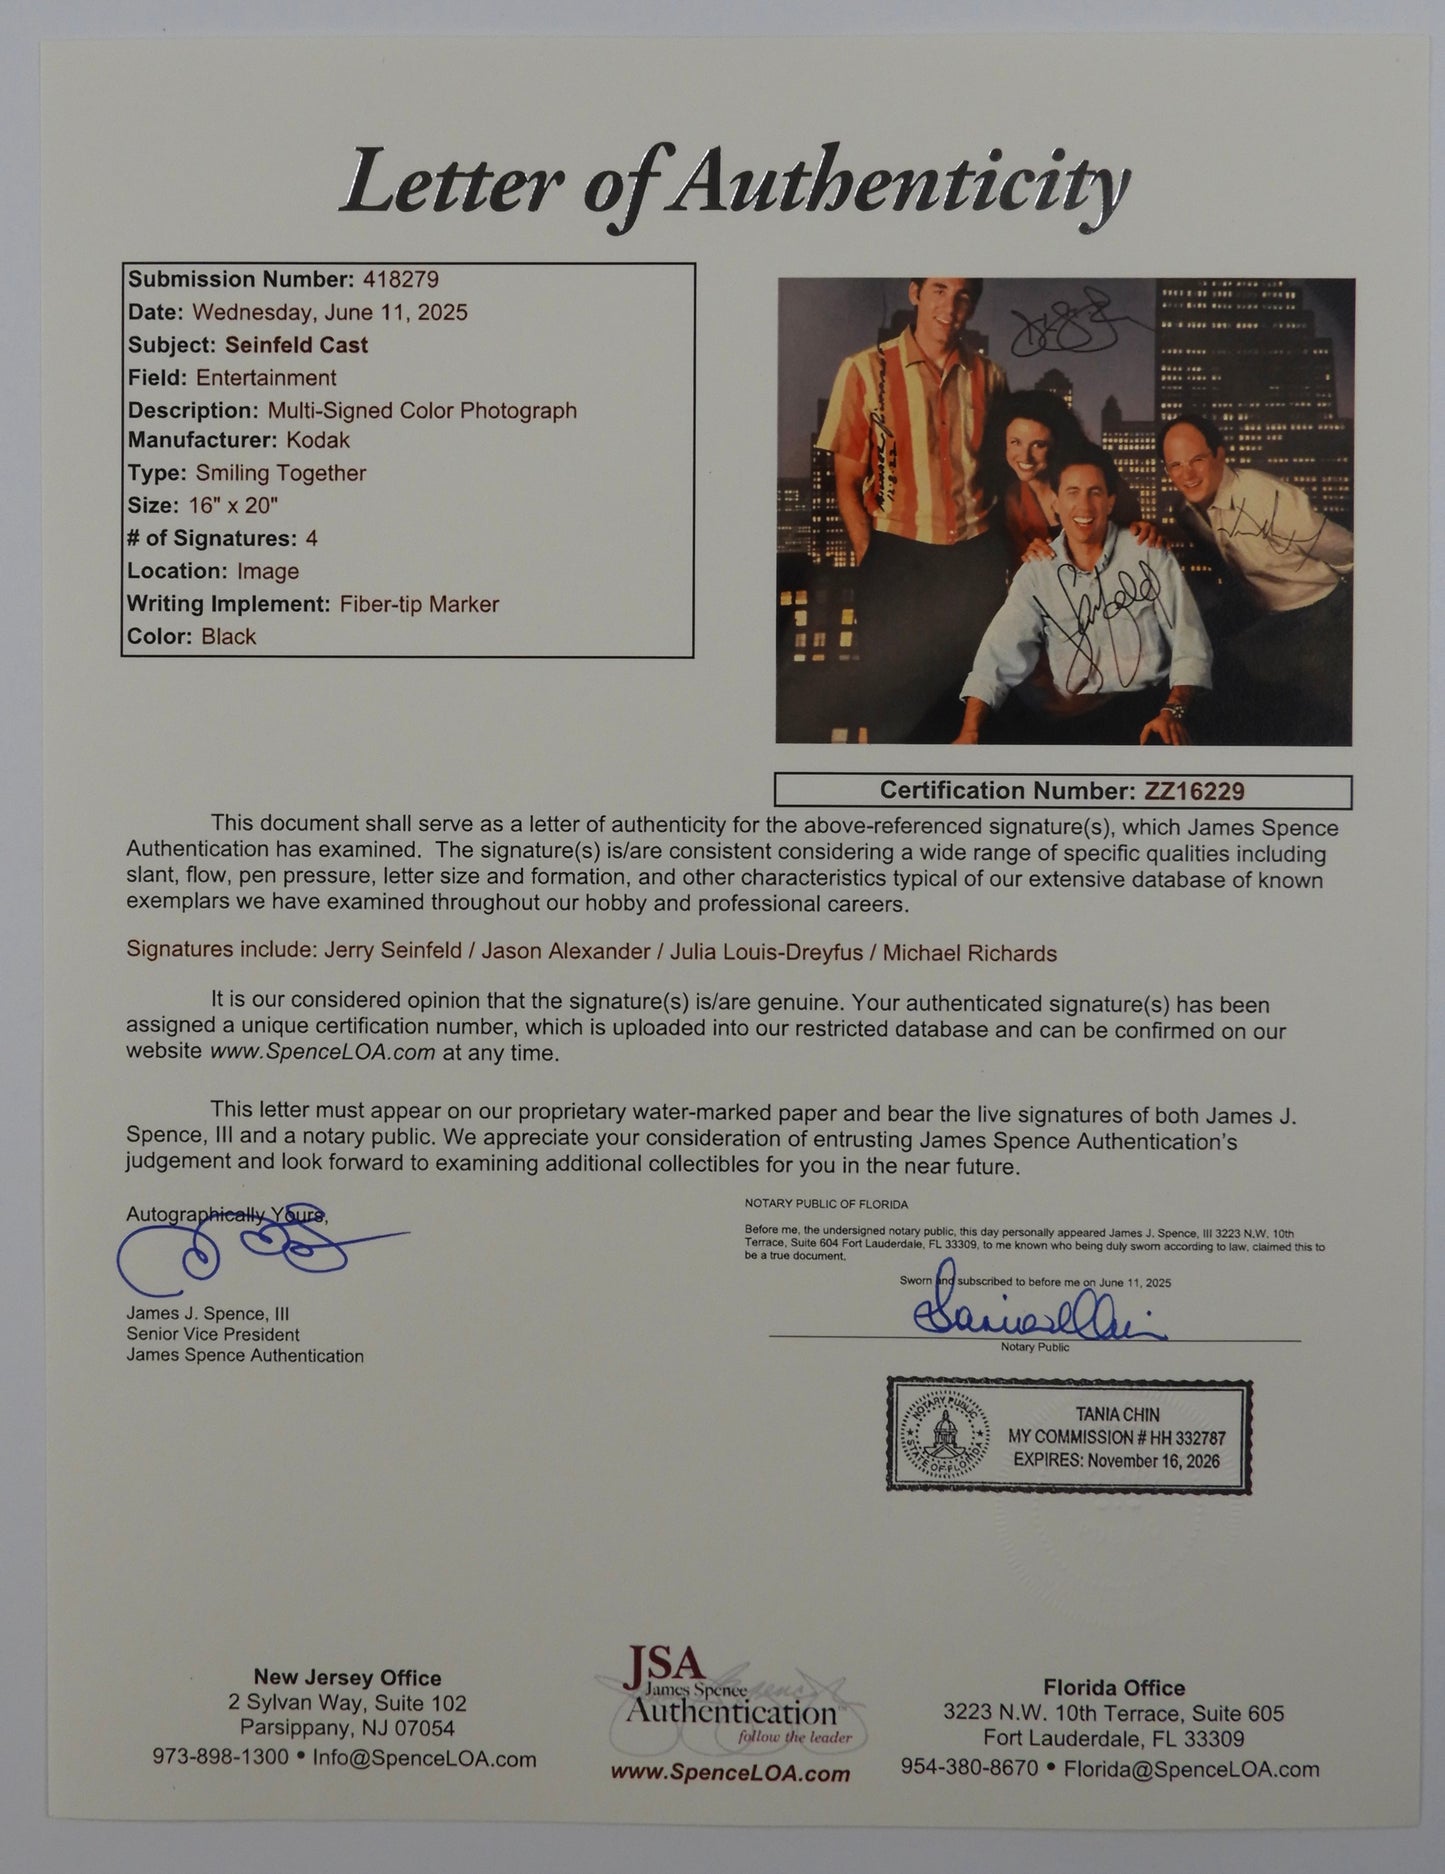 Letter of Authenticity
Submission Number: 418279
Date: Wednesday, June 11, 2025
Subject: Seinfeld Cast
Field: Entertainment
Description: Multi-Signed Color Photograph
Manufacturer: Kodak
Type: Smiling Together
Size: 16" x 20"
# of Signatures: 4
Location: Image
Writing Implement: Fiber-tip Marker
Color: Black
Seinfeld
Certification Number: ZZ16229
This document shall serve as a letter of authenticity for the above-referenced signature(s), which James Spence
Authentication has examined.  The signature(s) is/are consistent considering a wide range of specific qualities including
slant, flow, pen pressure, letter size and formation, and other characteristics typical of our extensive database of known
exemplars we have examined throughout our hobby and professional careers.
Signatures include: Jerry Seinfeld / Jason Alexander / Julia Louis-Dreyfus / Michael Richards
It is our considered opinion that the signature(s) is/are genuine. Your authenticated signature(s) has been
assigned a unique certification number, which is uploaded into our restricted database and can be confirmed on our
website www.SpenceLOA.com at any time.
This letter must appear on our proprietary water-marked paper and bear the live signatures of both James J.
Spence, III and a notary public. We appreciate your consideration of entrusting James Spence Authentication's
judgement and look forward to examining additional collectibles for you in the near future.
Autographically Yours,
James J. Spence, III
Senior Vice President
James Spence Authentication
NOTARY PUBLIC OF FLORIDA
Before me, the undersigned notary public, this day personally appeared James J. Spence, III 3223 N.W. 10th
Terrace, Suite 604 Fort Lauderdale, FL 33309, to me known who being duly sworn according to law, claimed this to
be a true document.
Sworn and subscribed to before me on June 11, 2025
Notary Public
NOTARY PUBLIC
STATE OF FLORIDA
TANIA CHIN
MY COMMISSION # HH 332787
EXPIRES: November 16, 2026
New Jersey Office
2 Sylvan Way, Suite 102
Parsippany, NJ 07054
973-898-1300 • Info@SpenceLOA.com
JSA
James Spence
Authentication
follow the leader
www.SpenceLOA.com
Florida Office
3223 N.W. 10th Terrace, Suite 605
Fort Lauderdale, FL 33309
954-380-8670 • Florida@SpenceLOA.com